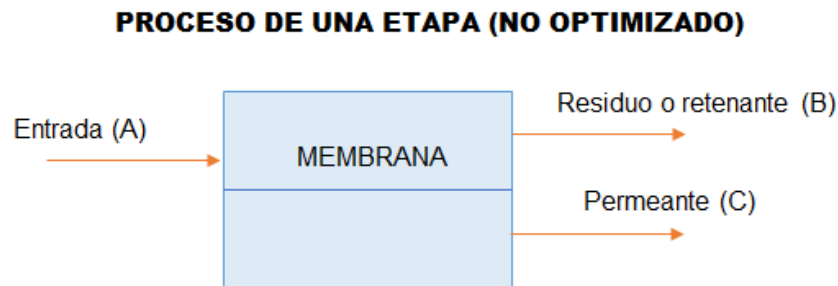 PROCESO DE UNA ETAPA (NO OPTIMIZADO)
Residuo o retenante (B)
Entrada (A)
MEMBRANA
Permeante (C)